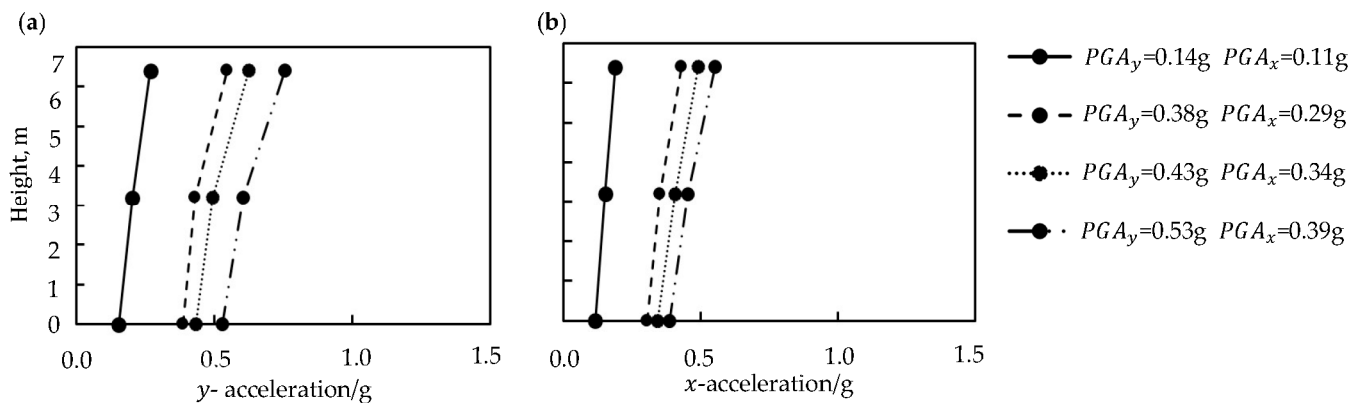 (a)
Height, m
7
6
5
4
3
2
1
0
0.0 0.5 1.0 1.5
y- acceleration/g
(b)
0.0 0.5 1.0 1.5
x-acceleration/g
PGAy=0.14g PGAx=0.11g
PGAy=0.38g PGAx=0.29g
PGAy=0.43g PGAx=0.34g
PGAy=0.53g PGAx=0.39g